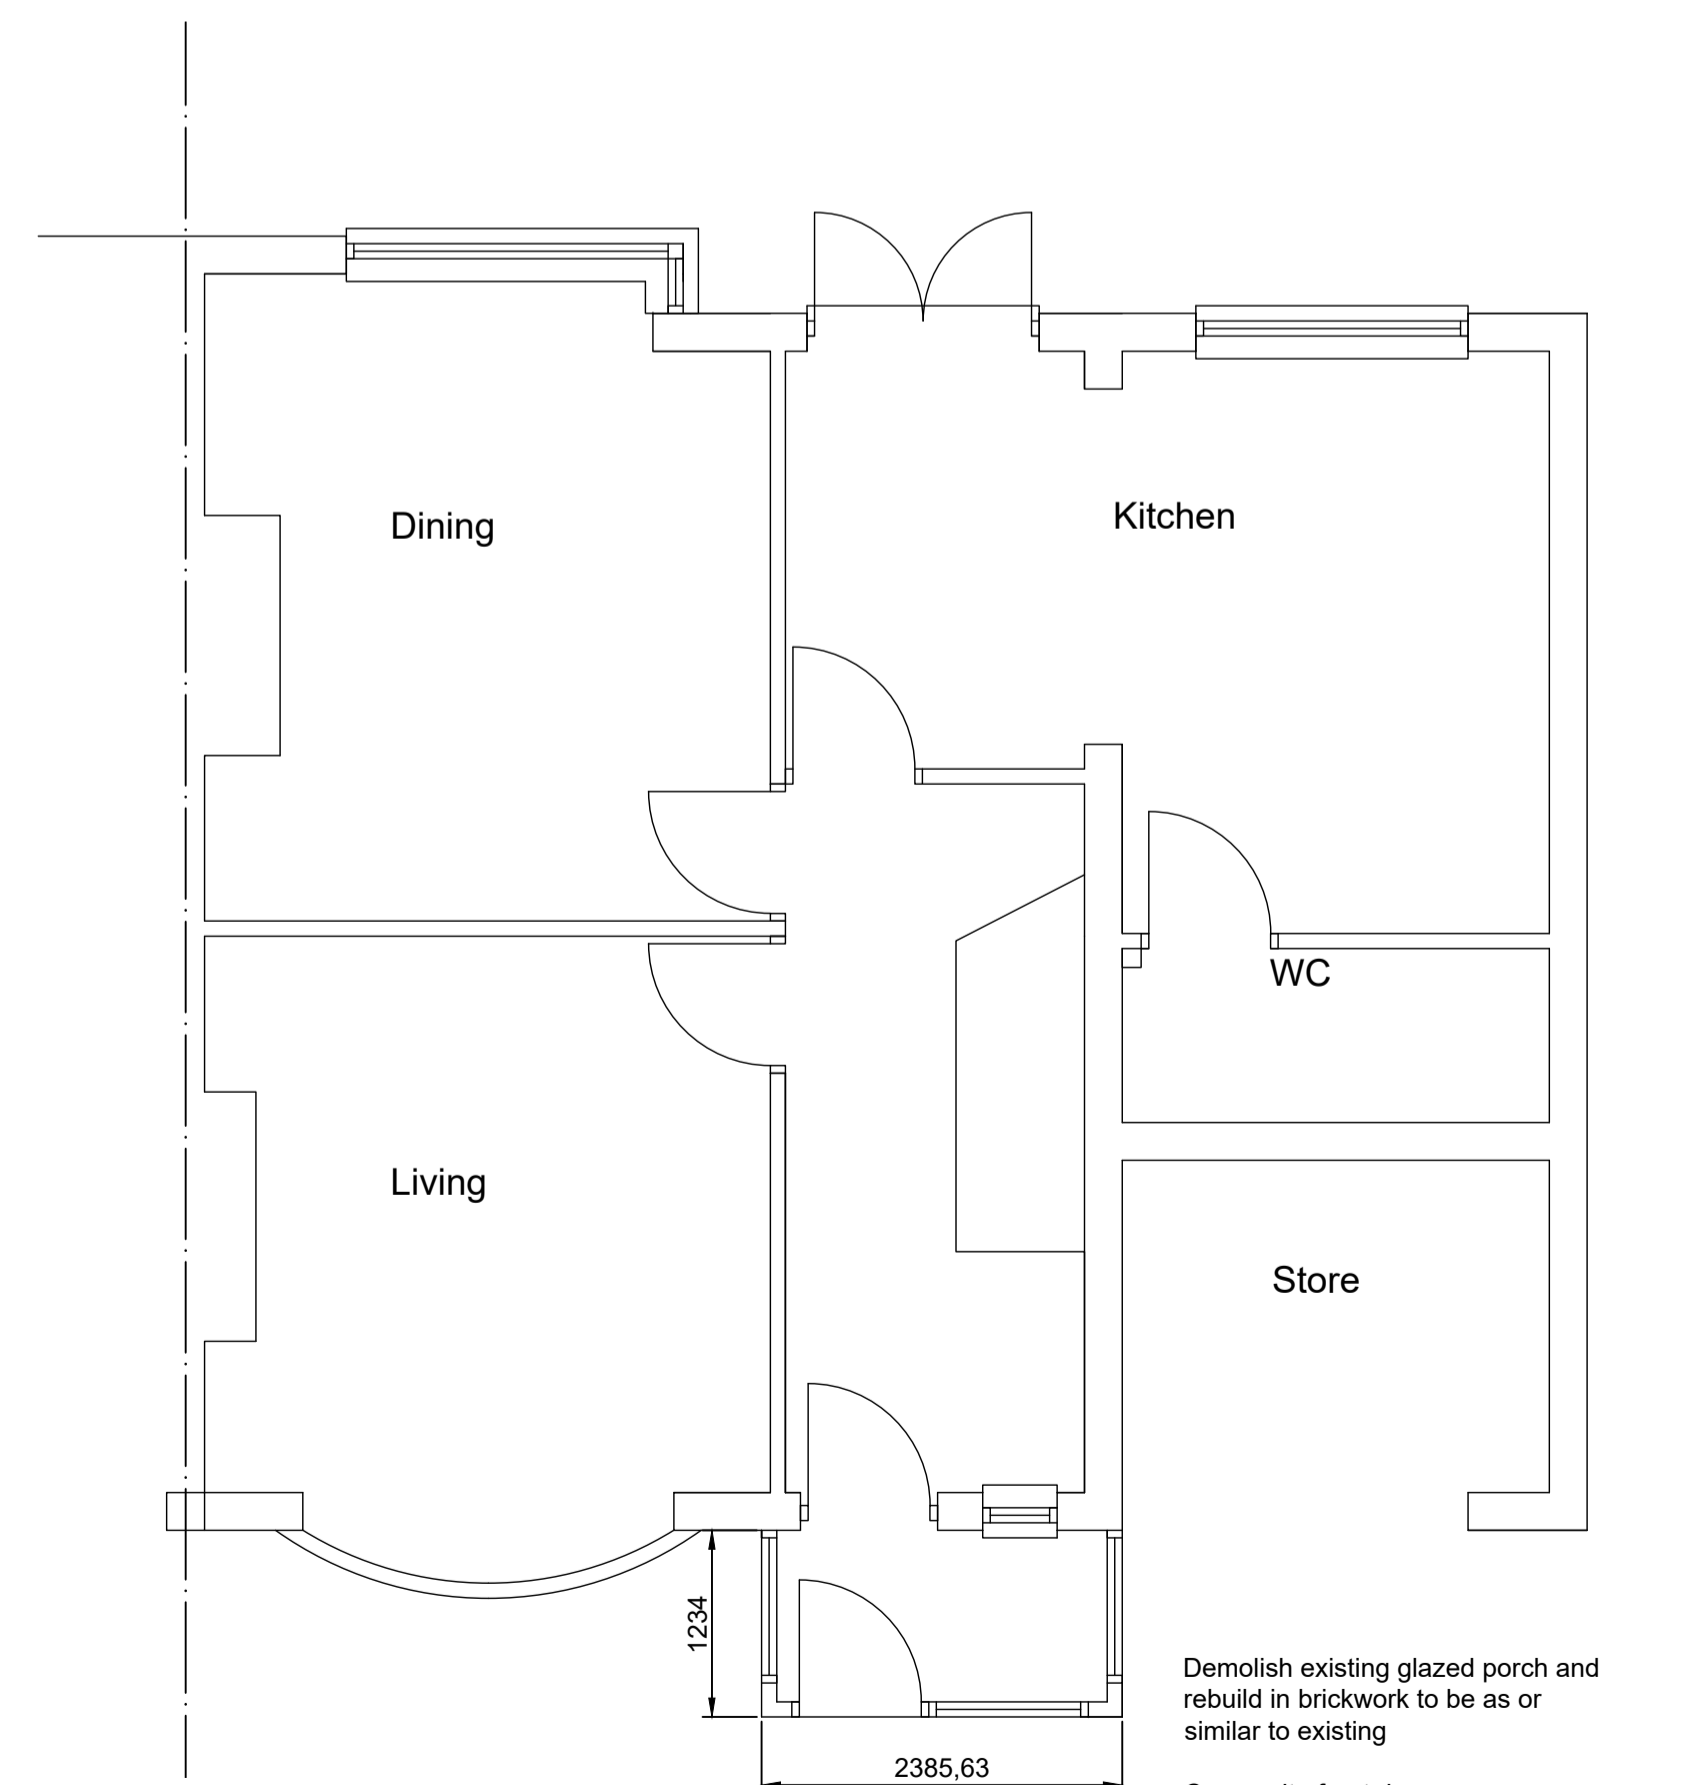 Dining
Kitchen
WC
Living
Store
1234
Demolish existing glazed porch and
rebuild in brickwork to be as or
similar to existing
2385,63